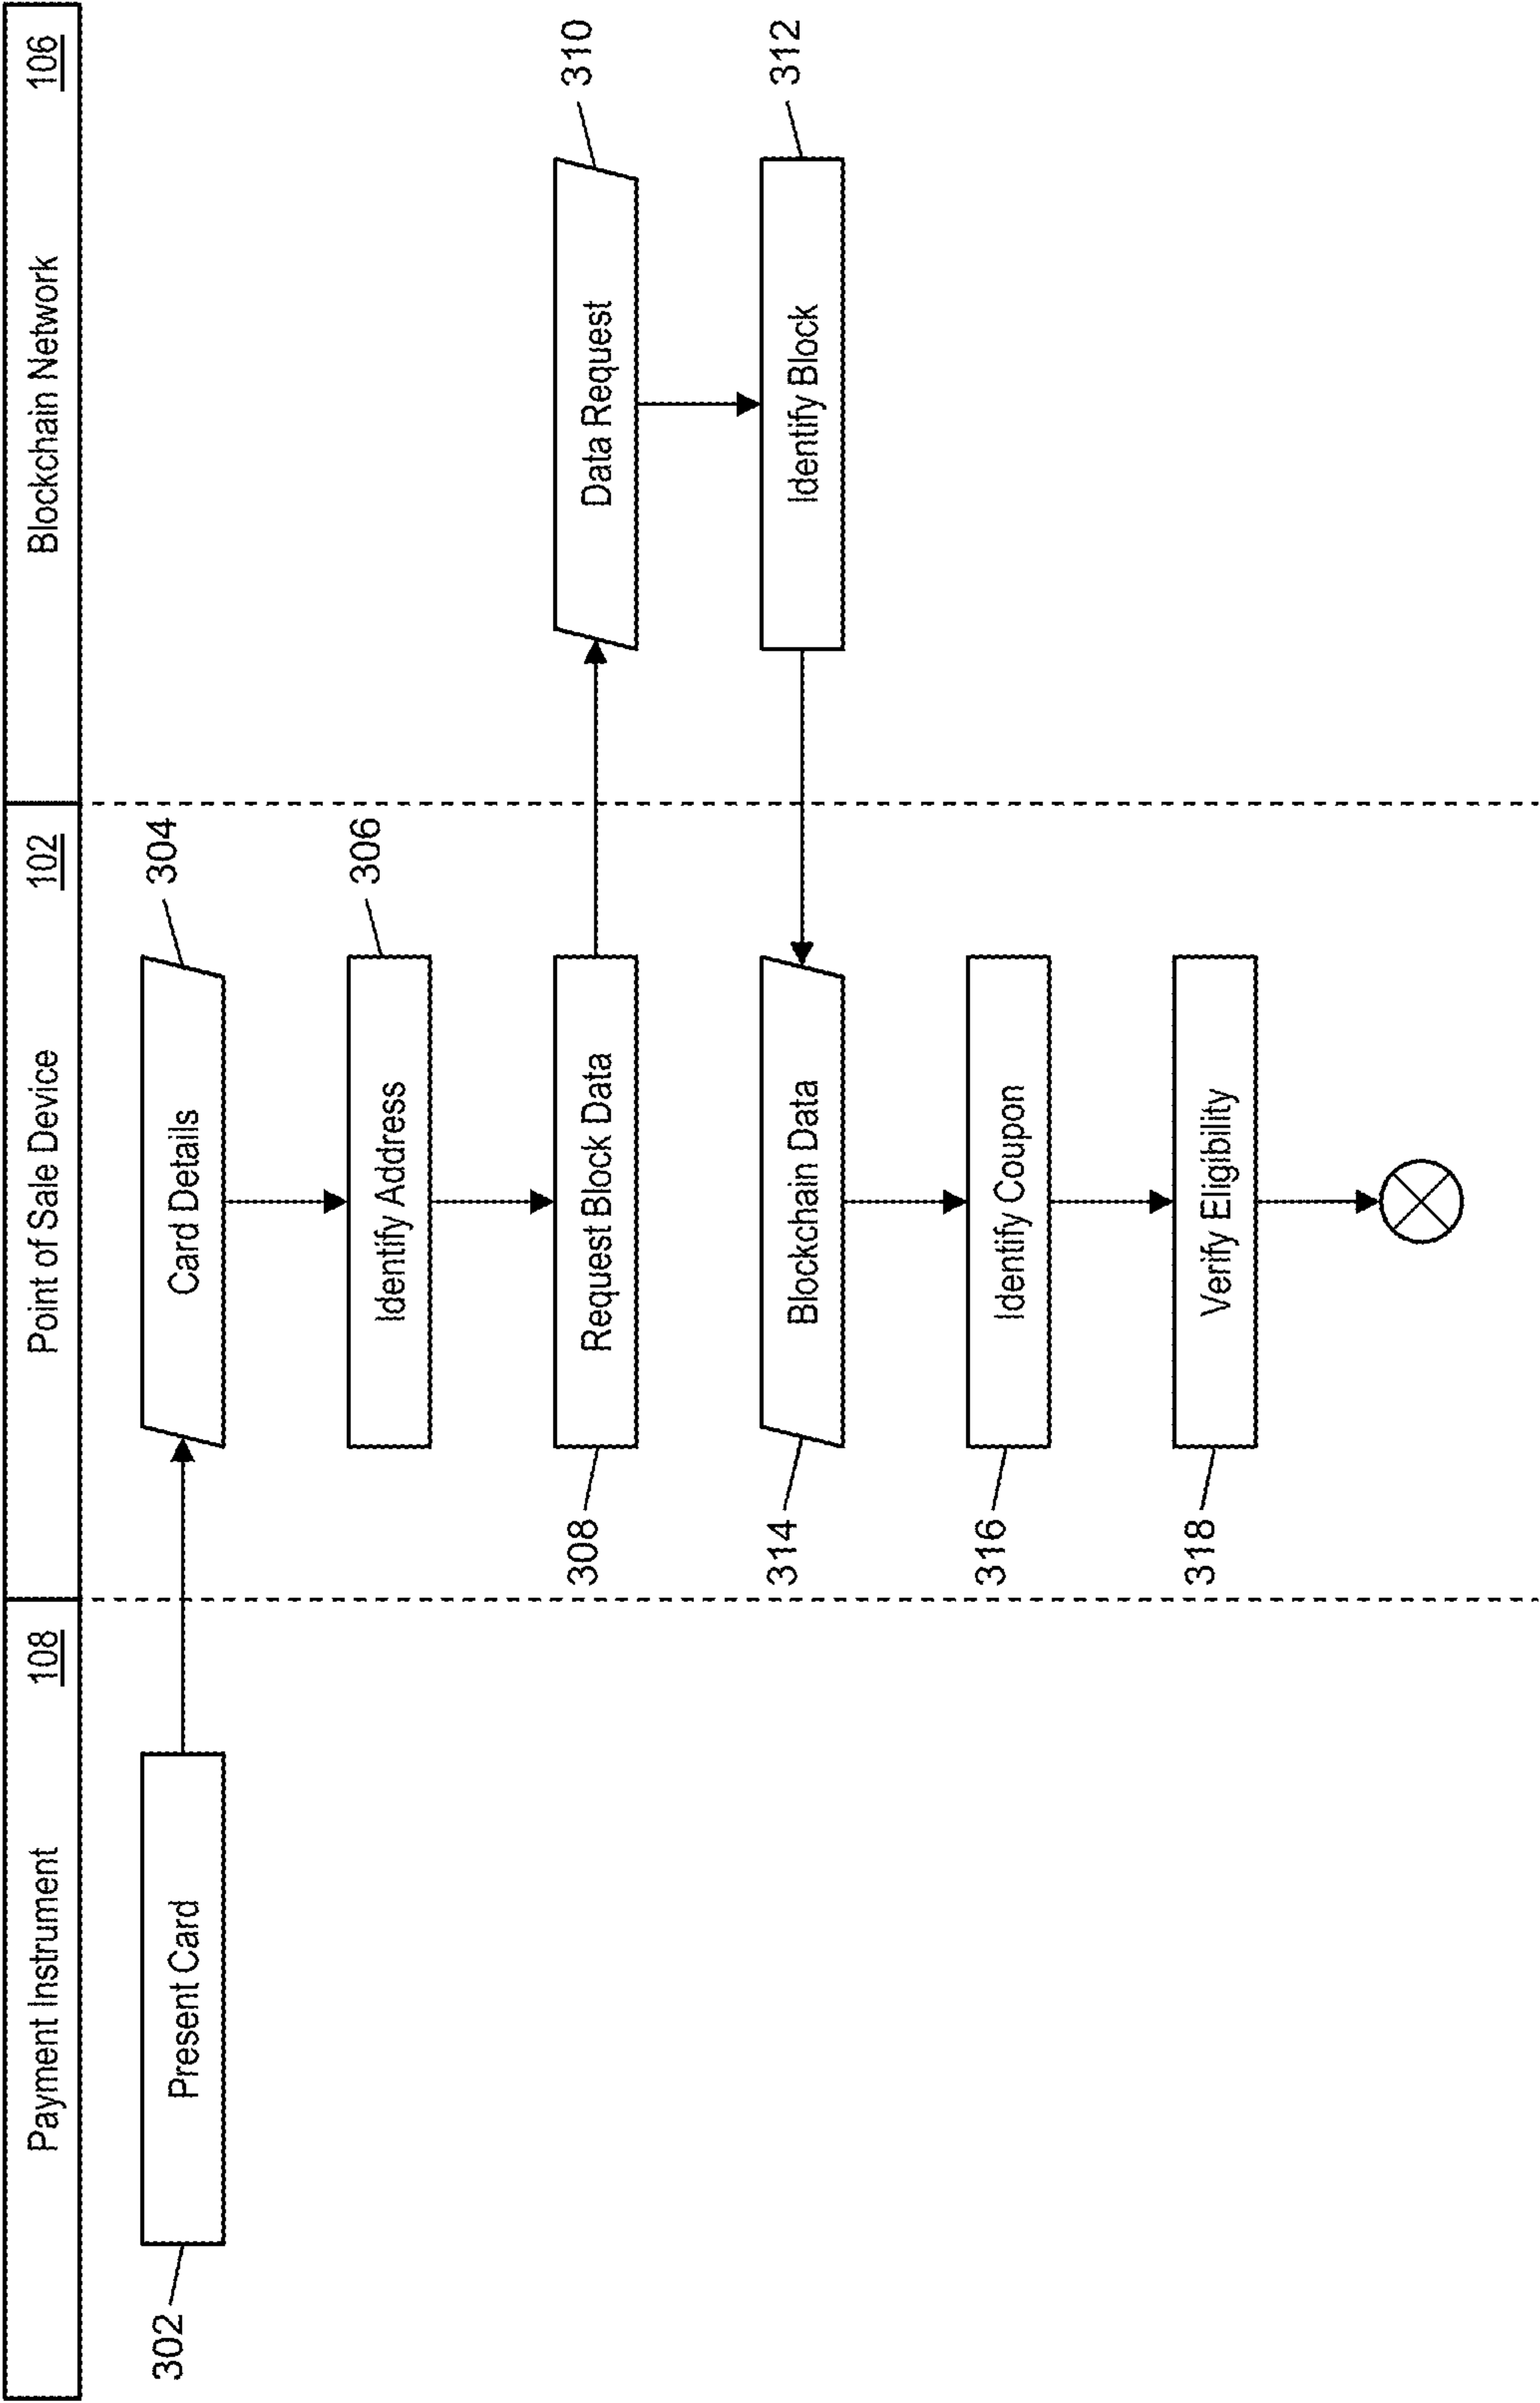 Payment Instrument 108
Point of Sale Device 102
Blockchain Network 106
302
Present Card
Card Details
304
Identify Address
306
308
Request Block Data
Data Request
310
Identify Block
312
314
Blockchain Data
316
Identify Coupon
318
Verify Eligibility